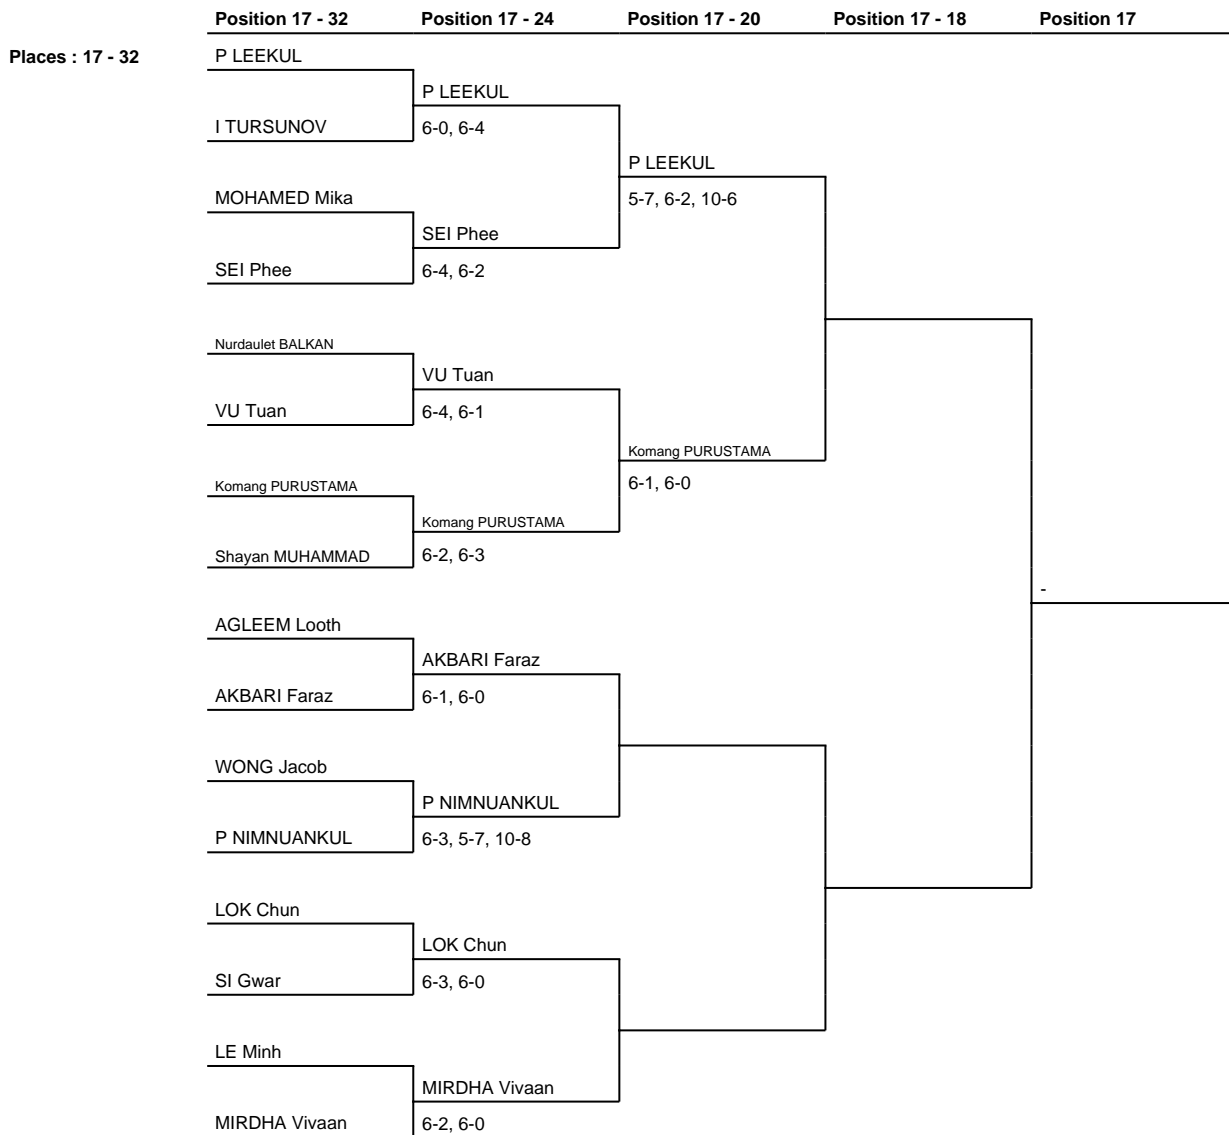 Position 17 - 32 Position 17 - 24 Position 17 - 20 Position 17 - 18 Position 17
Places : 17 - 32 P LEEKUL
P LEEKUL
I TURSUNOV 6-0, 6-4
P LEEKUL
MOHAMED Mika 5-7, 6-2, 10-6
SEI Phee
SEI Phee 6-4, 6-2
Nurdaulet BALKAN
VU Tuan
VU Tuan 6-4, 6-1
Komang PURUSTAMA
Komang PURUSTAMA 6-1, 6-0
Komang PURUSTAMA
Shayan MUHAMMAD 6-2, 6-3
-
AGLEEM Looth
AKBARI Faraz
AKBARI Faraz 6-1, 6-0
WONG Jacob
P NIMNUANKUL
P NIMNUANKUL 6-3, 5-7, 10-8
LOK Chun
LOK Chun
SI Gwar 6-3, 6-0
LE Minh
MIRDHA Vivaan
MIRDHA Vivaan 6-2, 6-0